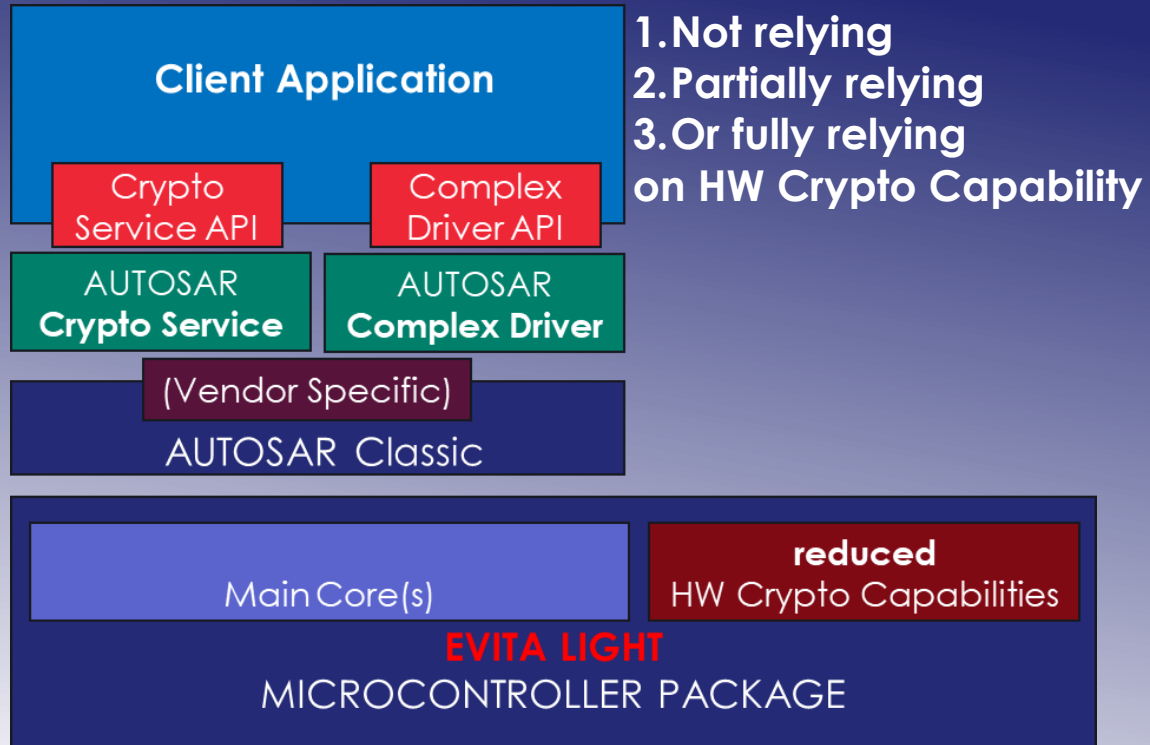 Client Application
1.Not relying
2.Partially relying
3.Or fully relying
on HW Crypto Capability
Crypto
Service API
Complex
Driver API
AUTOSAR
Crypto Service
AUTOSAR
Complex Driver
(Vendor Specific)
AUTOSAR Classic
Main Core(s)
reduced
HW Crypto Capabilities
EVITA LIGHT
MICROCONTROLLER PACKAGE